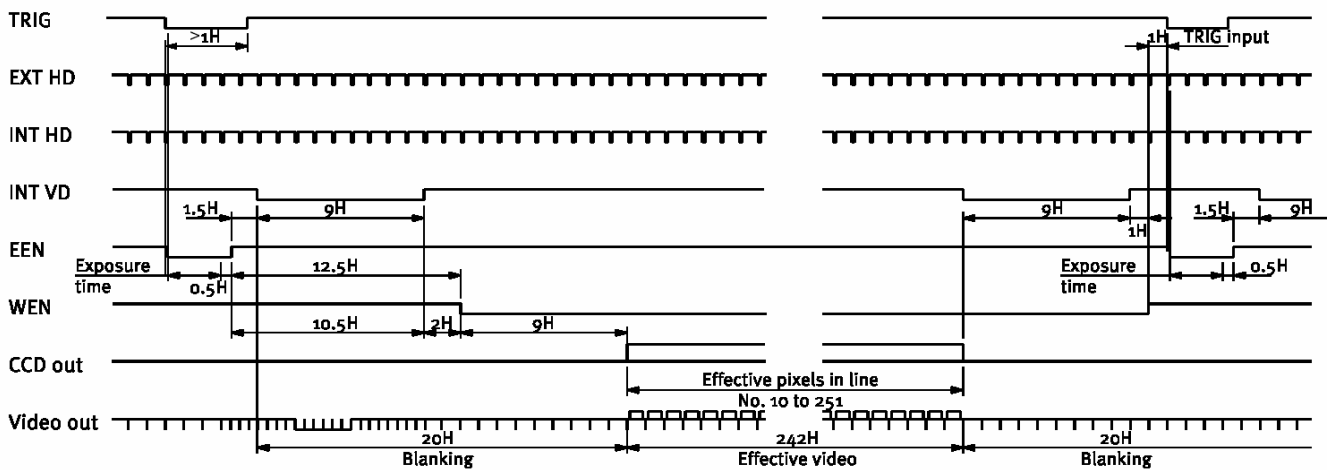 TRIG
>1H
1H
TRIG input
EXT HD
INT HD
INT VD
1.5H
9H
9H
1H
1.5H
9H
EEN
Exposure
time
0.5H
12.5H
Exposure
time
0.5H
WEN
10.5H
2H
9H
CCD out
Effective pixels in line
No. 10 to 251
Video out
20H
Blanking
242H
Effective video
20H
Blanking